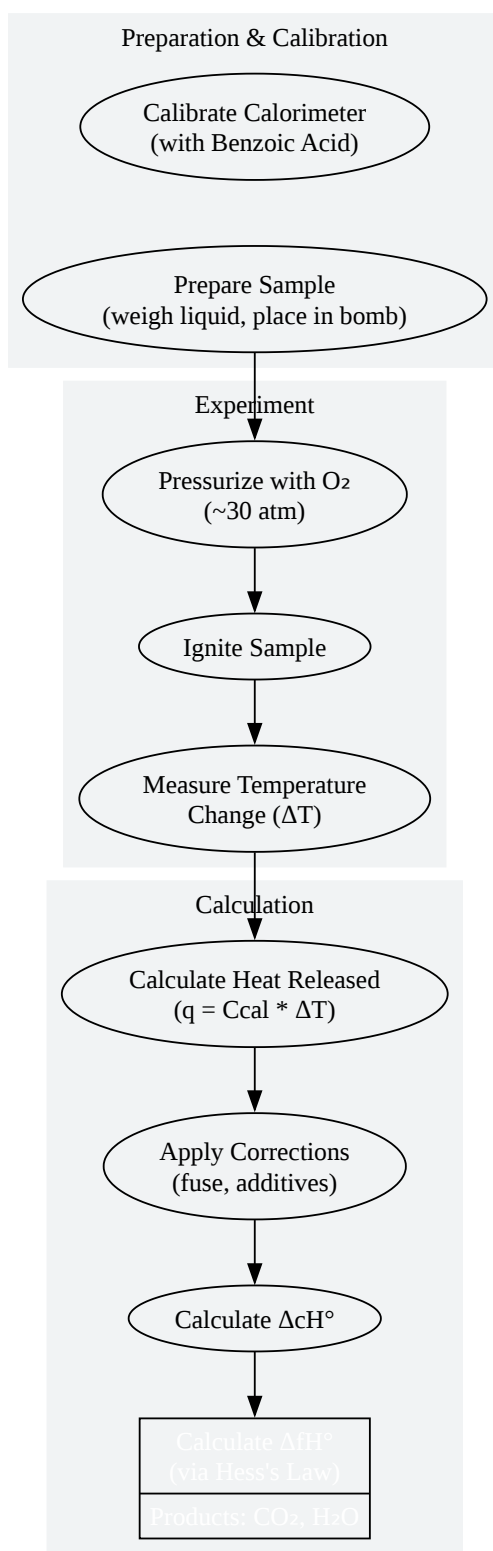 Preparation & Calibration
Calibrate Calorimeter
(with Benzoic Acid)
Prepare Sample
(weigh liquid, place in bomb)
Experiment
Pressurize with O₂
(~30 atm)
Ignite Sample
Measure Temperature
Change (ΔT)
Calculation
Calculate Heat Released
(q = Ccal * ΔT)
Apply Corrections
(fuse, additives)
Calculate ΔcH°
Calculate ΔfH°
(via Hess's Law)
Products: CO₂, H₂O